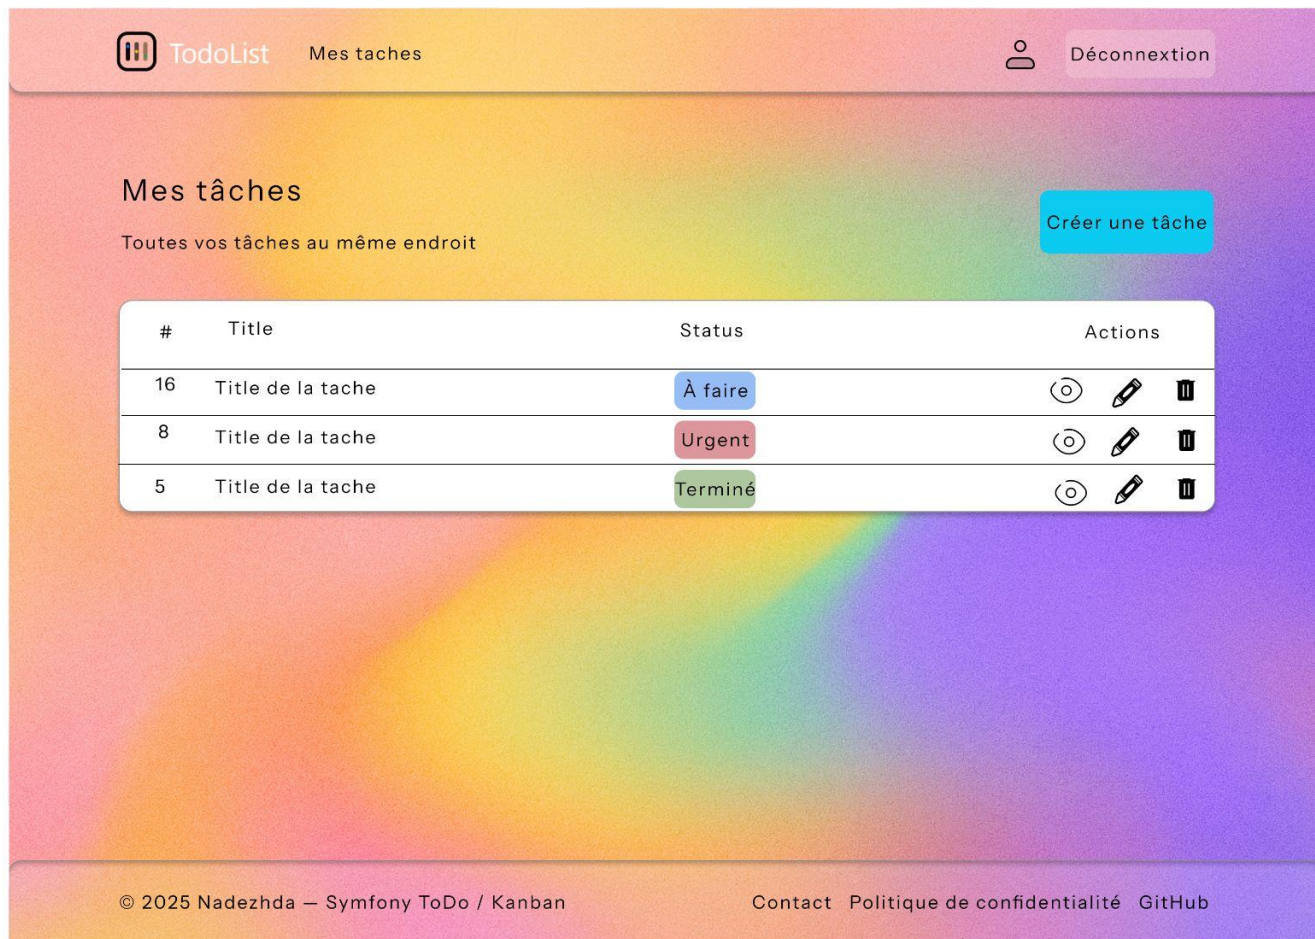 TodoList Mes taches Déconnextion
Mes tâches
Toutes vos tâches au même endroit
Créer une tâche
# Title Status Actions
16 Title de la tache À faire
8 Title de la tache Urgent
5 Title de la tache Terminé
© 2025 Nadezhda — Symfony ToDo / Kanban Contact Politique de confidentialité GitHub